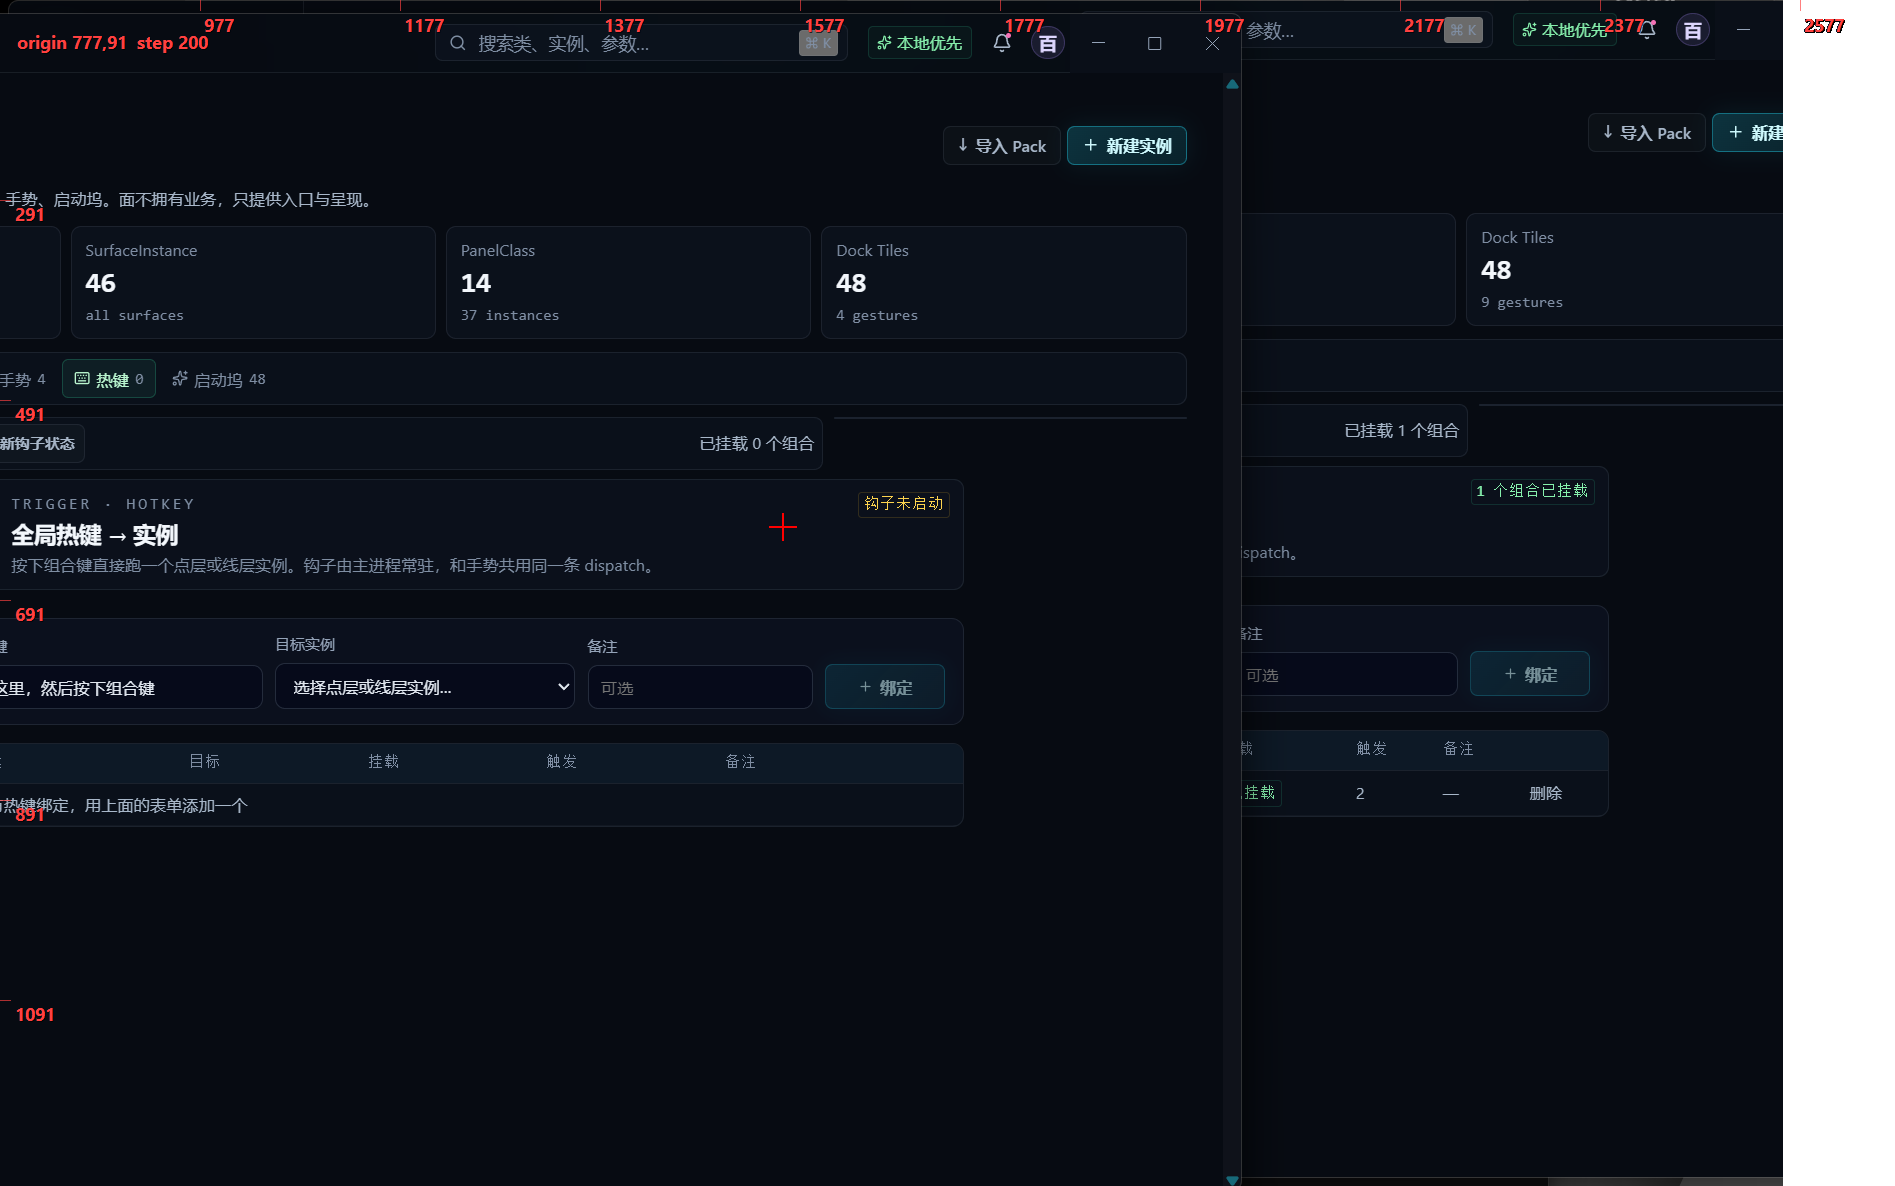 origin 777,91 step 200
977
1177
1377
1577
1777
1977
2177
2377
2577
搜索类、实例、参数...
⌘ K
本地优先
百
参数...
⌘ K
本地优先
百
↓ 导入 Pack
+ 新建实例
↓ 导入 Pack
+ 新建
手势、启动坞。面不拥有业务，只提供入口与呈现。
291
SurfaceInstance
46
all surfaces
PanelClass
14
37 instances
Dock Tiles
48
4 gestures
Dock Tiles
48
9 gestures
手势 4
热键 0
启动坞 48
491
新钩子状态
已挂载 0 个组合
已挂载 1 个组合
TRIGGER · HOTKEY
钩子未启动
全局热键 → 实例
按下组合键直接跑一个点层或线层实例。钩子由主进程常驻，和手势共用同一条 dispatch。
1 个组合已挂载
spatch。
691
键
目标实例
备注
这里，然后按下组合键
选择点层或线层实例...
可选
+ 绑定
备注
可选
+ 绑定
目标
挂载
触发
备注
热键绑定，用上面的表单添加一个
891
载
触发
备注
挂载
2
—
删除
1091